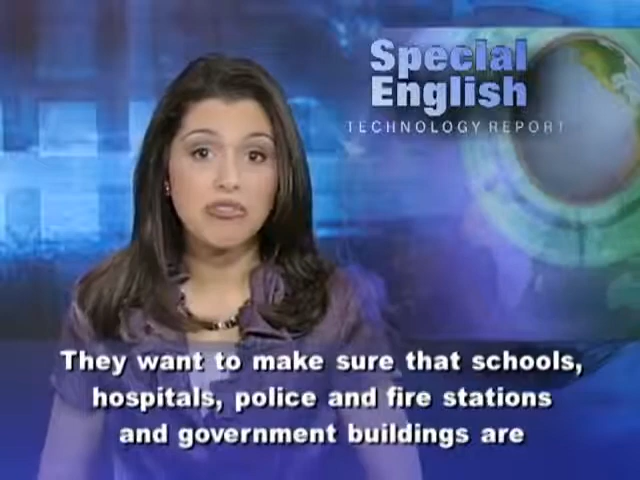 Special
English
TECHNOLOGY REPORT
They want to make sure that schools,
hospitals, police and fire stations
and government buildings are